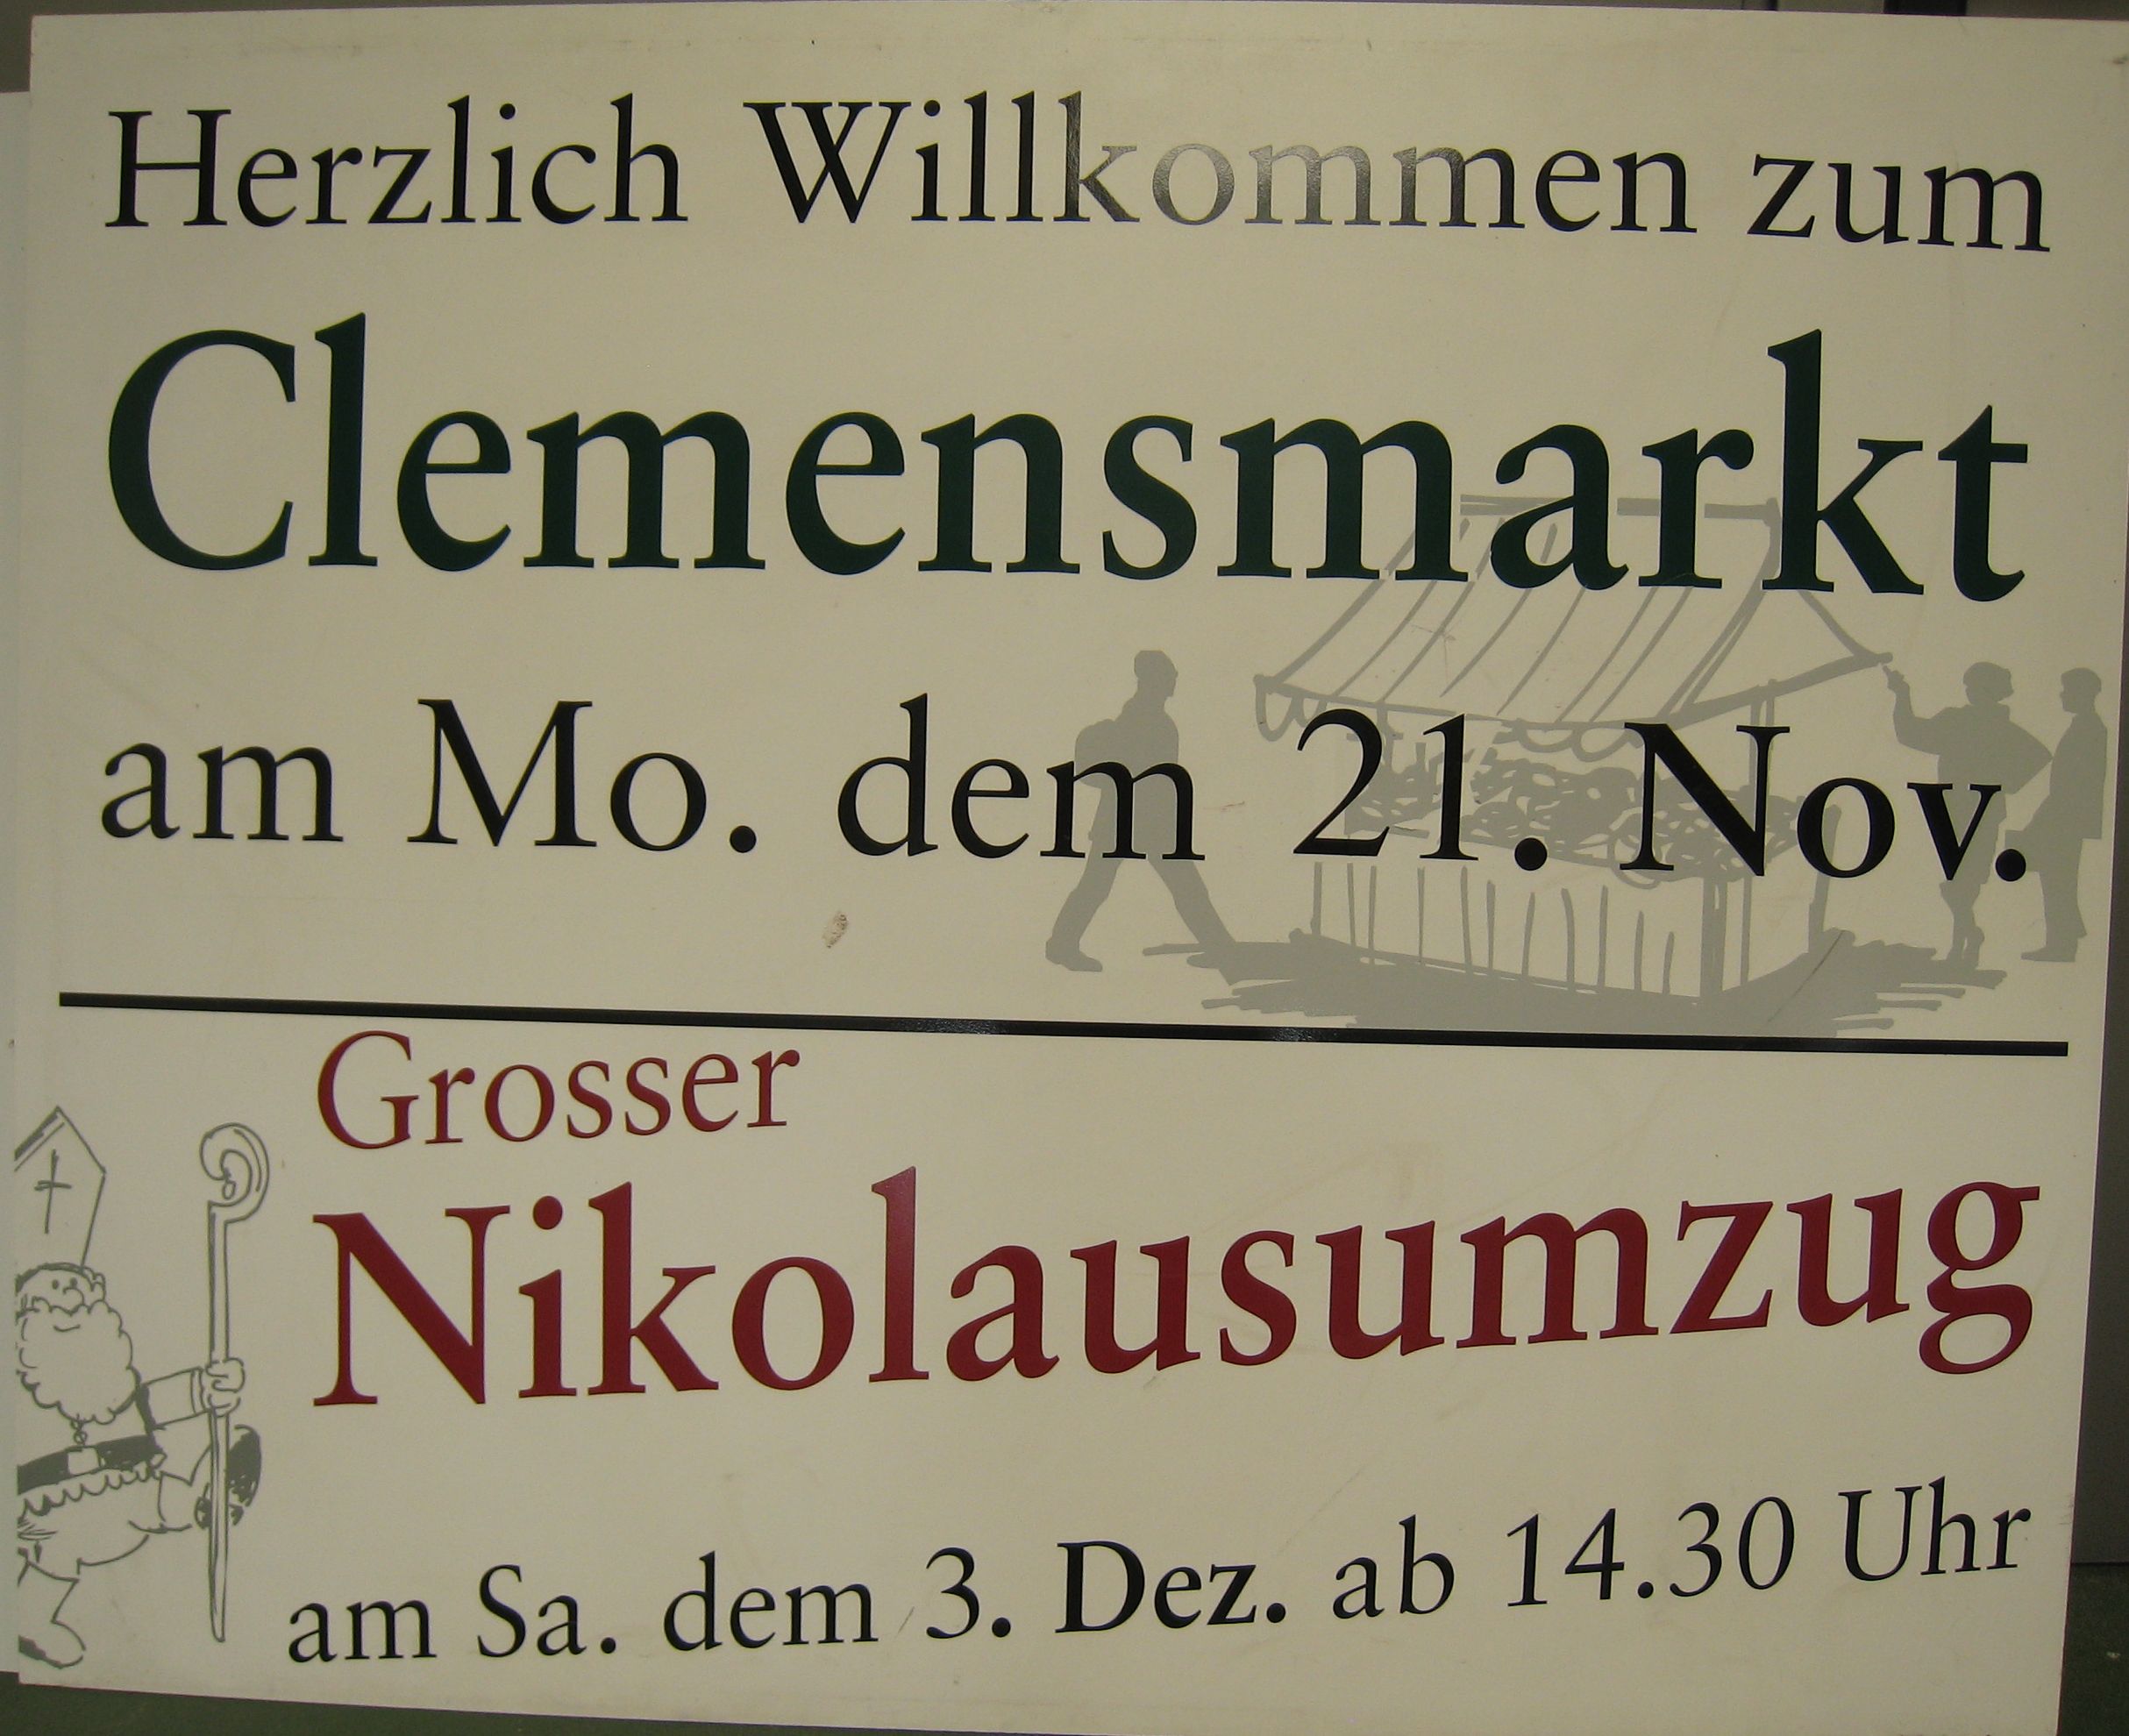 Herzlich Willkommen zum
Clemensmarkt
am Mo. dem 21. Nov.
Grosser
Nikolausumzug
am Sa. dem 3. Dez. ab 14.30 Uhr